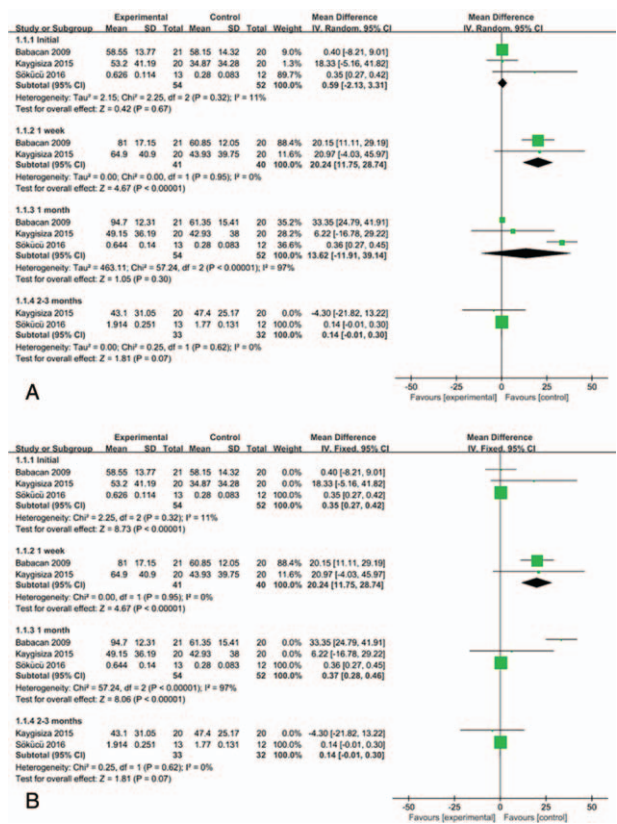 Experimental Control Mean Difference Mean Difference
Study or Subgroup Mean SD Total Mean SD Total Weight IV. Random. 95% CI IV. Random. 95% CI
1.1.1 Initial
Babacan 2009 58.55 13.77 21 58.15 14.32 20 9.0% 0.40 [-8.21, 9.01]
Kaygisiza 2015 53.2 41.19 20 34.87 34.28 20 1.3% 18.33 [-5.16, 41.82]
Sökücü 2016 0.626 0.114 13 0.28 0.083 12 89.7% 0.35 [0.27, 0.42]
Subtotal (95% CI) 54 52 100.0% 0.59 [-2.13, 3.31]
Heterogeneity: Tau² = 2.15; Chi² = 2.25, df = 2 (P = 0.32); I² = 11%
Test for overall effect: Z = 0.42 (P = 0.67)
1.1.2 1 week
Babacan 2009 81 17.15 21 60.85 12.05 20 88.4% 20.15 [11.11, 29.19]
Kaygisiza 2015 64.9 40.9 20 43.93 39.75 20 11.6% 20.97 [-4.03, 45.97]
Subtotal (95% CI) 41 40 100.0% 20.24 [11.75, 28.74]
Heterogeneity: Tau² = 0.00; Chi² = 0.00, df = 1 (P = 0.95); I² = 0%
Test for overall effect: Z = 4.67 (P < 0.00001)
1.1.3 1 month
Babacan 2009 94.7 12.31 21 61.35 15.41 20 35.2% 33.35 [24.79, 41.91]
Kaygisiza 2015 49.15 36.19 20 42.93 38 20 28.2% 6.22 [-16.78, 29.22]
Sökücü 2016 0.644 0.14 13 0.28 0.083 12 36.6% 0.36 [0.27, 0.45]
Subtotal (95% CI) 54 52 100.0% 13.62 [-11.91, 39.14]
Heterogeneity: Tau² = 463.11; Chi² = 57.24, df = 2 (P < 0.00001); I² = 97%
Test for overall effect: Z = 1.05 (P = 0.30)
1.1.4 2-3 months
Kaygisiza 2015 43.1 31.05 20 47.4 25.17 20 -4.30 [-21.82, 13.22]
Sökücü 2016 1.914 0.251 13 1.77 0.131 12 100.0% 0.14 [-0.01, 0.30]
Subtotal (95% CI) 33 32 100.0% 0.14 [-0.01, 0.30]
Heterogeneity: Tau² = 0.00; Chi² = 0.25, df = 1 (P = 0.62); I² = 0%
Test for overall effect: Z = 1.81 (P = 0.07)
-50 -25 0 25 50
Favours [experimental] Favours [control]
A
Experimental Control Mean Difference Mean Difference
Study or Subgroup Mean SD Total Mean SD Total Weight IV. Fixed. 95% CI IV. Fixed. 95% CI
1.1.1 Initial
Babacan 2009 58.55 13.77 21 58.15 14.32 20 0.0% 0.40 [-8.21, 9.01]
Kaygisiza 2015 53.2 41.19 20 34.87 34.28 20 0.0% 18.33 [-5.16, 41.82]
Sökücü 2016 0.626 0.114 13 0.28 0.083 12 100.0% 0.35 [0.27, 0.42]
Subtotal (95% CI) 54 52 100.0% 0.35 [0.27, 0.42]
Heterogeneity: Chi² = 2.25, df = 2 (P = 0.32); I² = 11%
Test for overall effect: Z = 8.73 (P < 0.00001)
1.1.2 1 week
Babacan 2009 81 17.15 21 60.85 12.05 20 88.4% 20.15 [11.11, 29.19]
Kaygisiza 2015 64.9 40.9 20 43.93 39.75 20 11.6% 20.97 [-4.03, 45.97]
Subtotal (95% CI) 41 40 100.0% 20.24 [11.75, 28.74]
Heterogeneity: Chi² = 0.00, df = 1 (P = 0.95); I² = 0%
Test for overall effect: Z = 4.67 (P < 0.00001)
1.1.3 1 month
Babacan 2009 94.7 12.31 21 61.35 15.41 20 0.0% 33.35 [24.79, 41.91]
Kaygisiza 2015 49.15 36.19 20 42.93 38 20 0.0% 6.22 [-16.78, 29.22]
Sökücü 2016 0.644 0.14 13 0.28 0.083 12 100.0% 0.36 [0.27, 0.45]
Subtotal (95% CI) 54 52 100.0% 0.37 [0.28, 0.46]
Heterogeneity: Chi² = 57.24, df = 2 (P < 0.00001); I² = 97%
Test for overall effect: Z = 8.06 (P < 0.00001)
1.1.4 2-3 months
Kaygisiza 2015 43.1 31.05 20 47.4 25.17 20 0.0% -4.30 [-21.82, 13.22]
Sökücü 2016 1.914 0.251 13 1.77 0.131 12 100.0% 0.14 [-0.01, 0.30]
Subtotal (95% CI) 33 32 100.0% 0.14 [-0.01, 0.30]
Heterogeneity: Chi² = 0.25, df = 1 (P = 0.62); I² = 0%
Test for overall effect: Z = 1.81 (P = 0.07)
-50 -25 0 25 50
Favours [experimental] Favours [control]
B